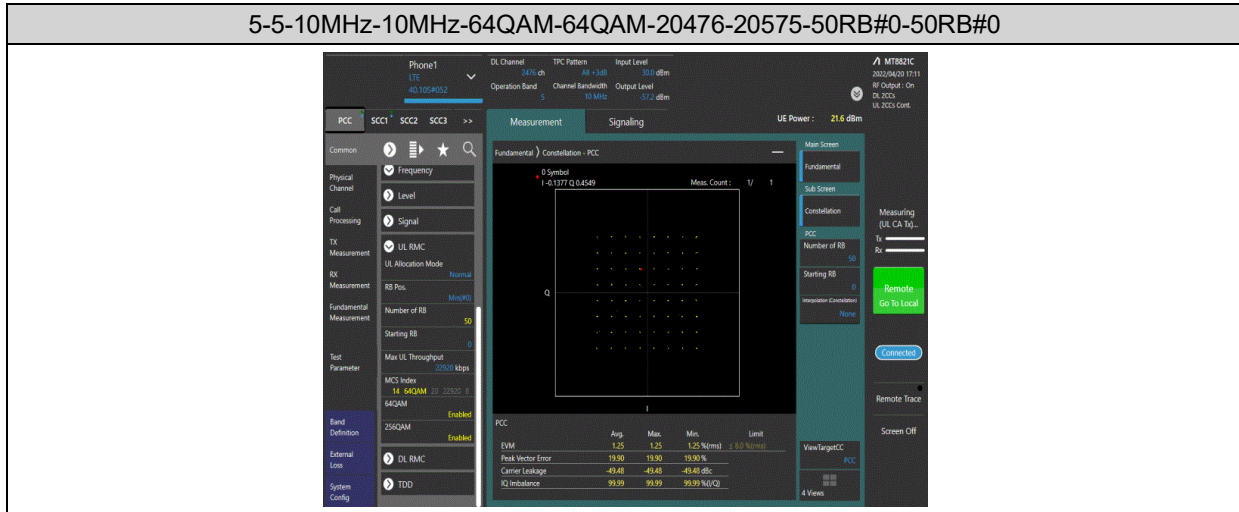 5-5-10MHz-10MHz-64QAM-64QAM-20476-20575-50RB#0-50RB#0
Phone1
LTE
40.10S#052
DL Channel
2476 ch
TPC Pattern
All +3dB
Input Level
30.0 dBm
Operation Band
5
Channel Bandwidth
10 MHz
Output Level
-57.2 dBm
MT8821C
2022/04/20 17:11
RF Output : On
DL 2CCs
UL 2CCs Cont.
PCC
SCC1
SCC2
SCC3
>>
Measurement
Signaling
UE Power : 21.6 dBm
Common
Physical Channel
Call Processing
TX Measurement
RX Measurement
Fundamental Measurement
Test Parameter
Band Definition
External Loss
System Config
Frequency
Level
Signal
UL RMC
UL Allocation Mode
Normal
RB Pos.
Min(#0)
Number of RB
50
Starting RB
0
Max UL Throughput
22920 kbps
MCS Index
14 64QAM 20 22920 6
64QAM
Enabled
256QAM
Enabled
DL RMC
TDD
Fundamental Constellation - PCC
0 Symbol
I -0.1377 Q 0.4549
Meas. Count : 1/ 1
Q
I
PCC
Avg. Max. Min. Limit
EVM 1.25 1.25 1.25 %(rms) ≤ 8.0 %(rms)
Peak Vector Error 19.90 19.90 19.90 %
Carrier Leakage -49.48 -49.48 -49.48 dBc
IQ Imbalance 99.99 99.99 99.99 %(I/Q)
Main Screen
Fundamental
Sub Screen
Constellation
PCC
Number of RB
50
Starting RB
0
Interpolation (Constellation)
None
ViewTargetCC
PCC
4 Views
Measuring
(UL CA Tx)...
Tx
Rx
Remote
Go To Local
Connected
Remote Trace
Screen Off